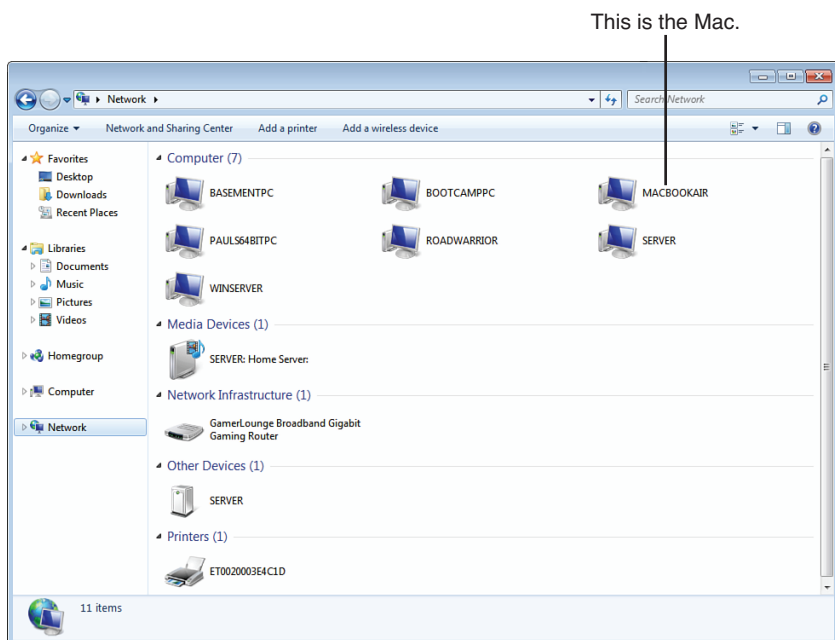 This is the Mac.
Network
Search Network
Organize
Network and Sharing Center
Add a printer
Add a wireless device
Favorites
Desktop
Downloads
Recent Places
Libraries
Documents
Music
Pictures
Videos
Homegroup
Computer
Network
Computer (7)
BASEMENTPC
BOOTCAMPPC
MACBOOKAIR
PAULS64BITPC
ROADWARRIOR
SERVER
WINSERVER
Media Devices (1)
SERVER: Home Server:
Network Infrastructure (1)
GamerLounge Broadband Gigabit
Gaming Router
Other Devices (1)
SERVER
Printers (1)
ET0020003E4C1D
11 items